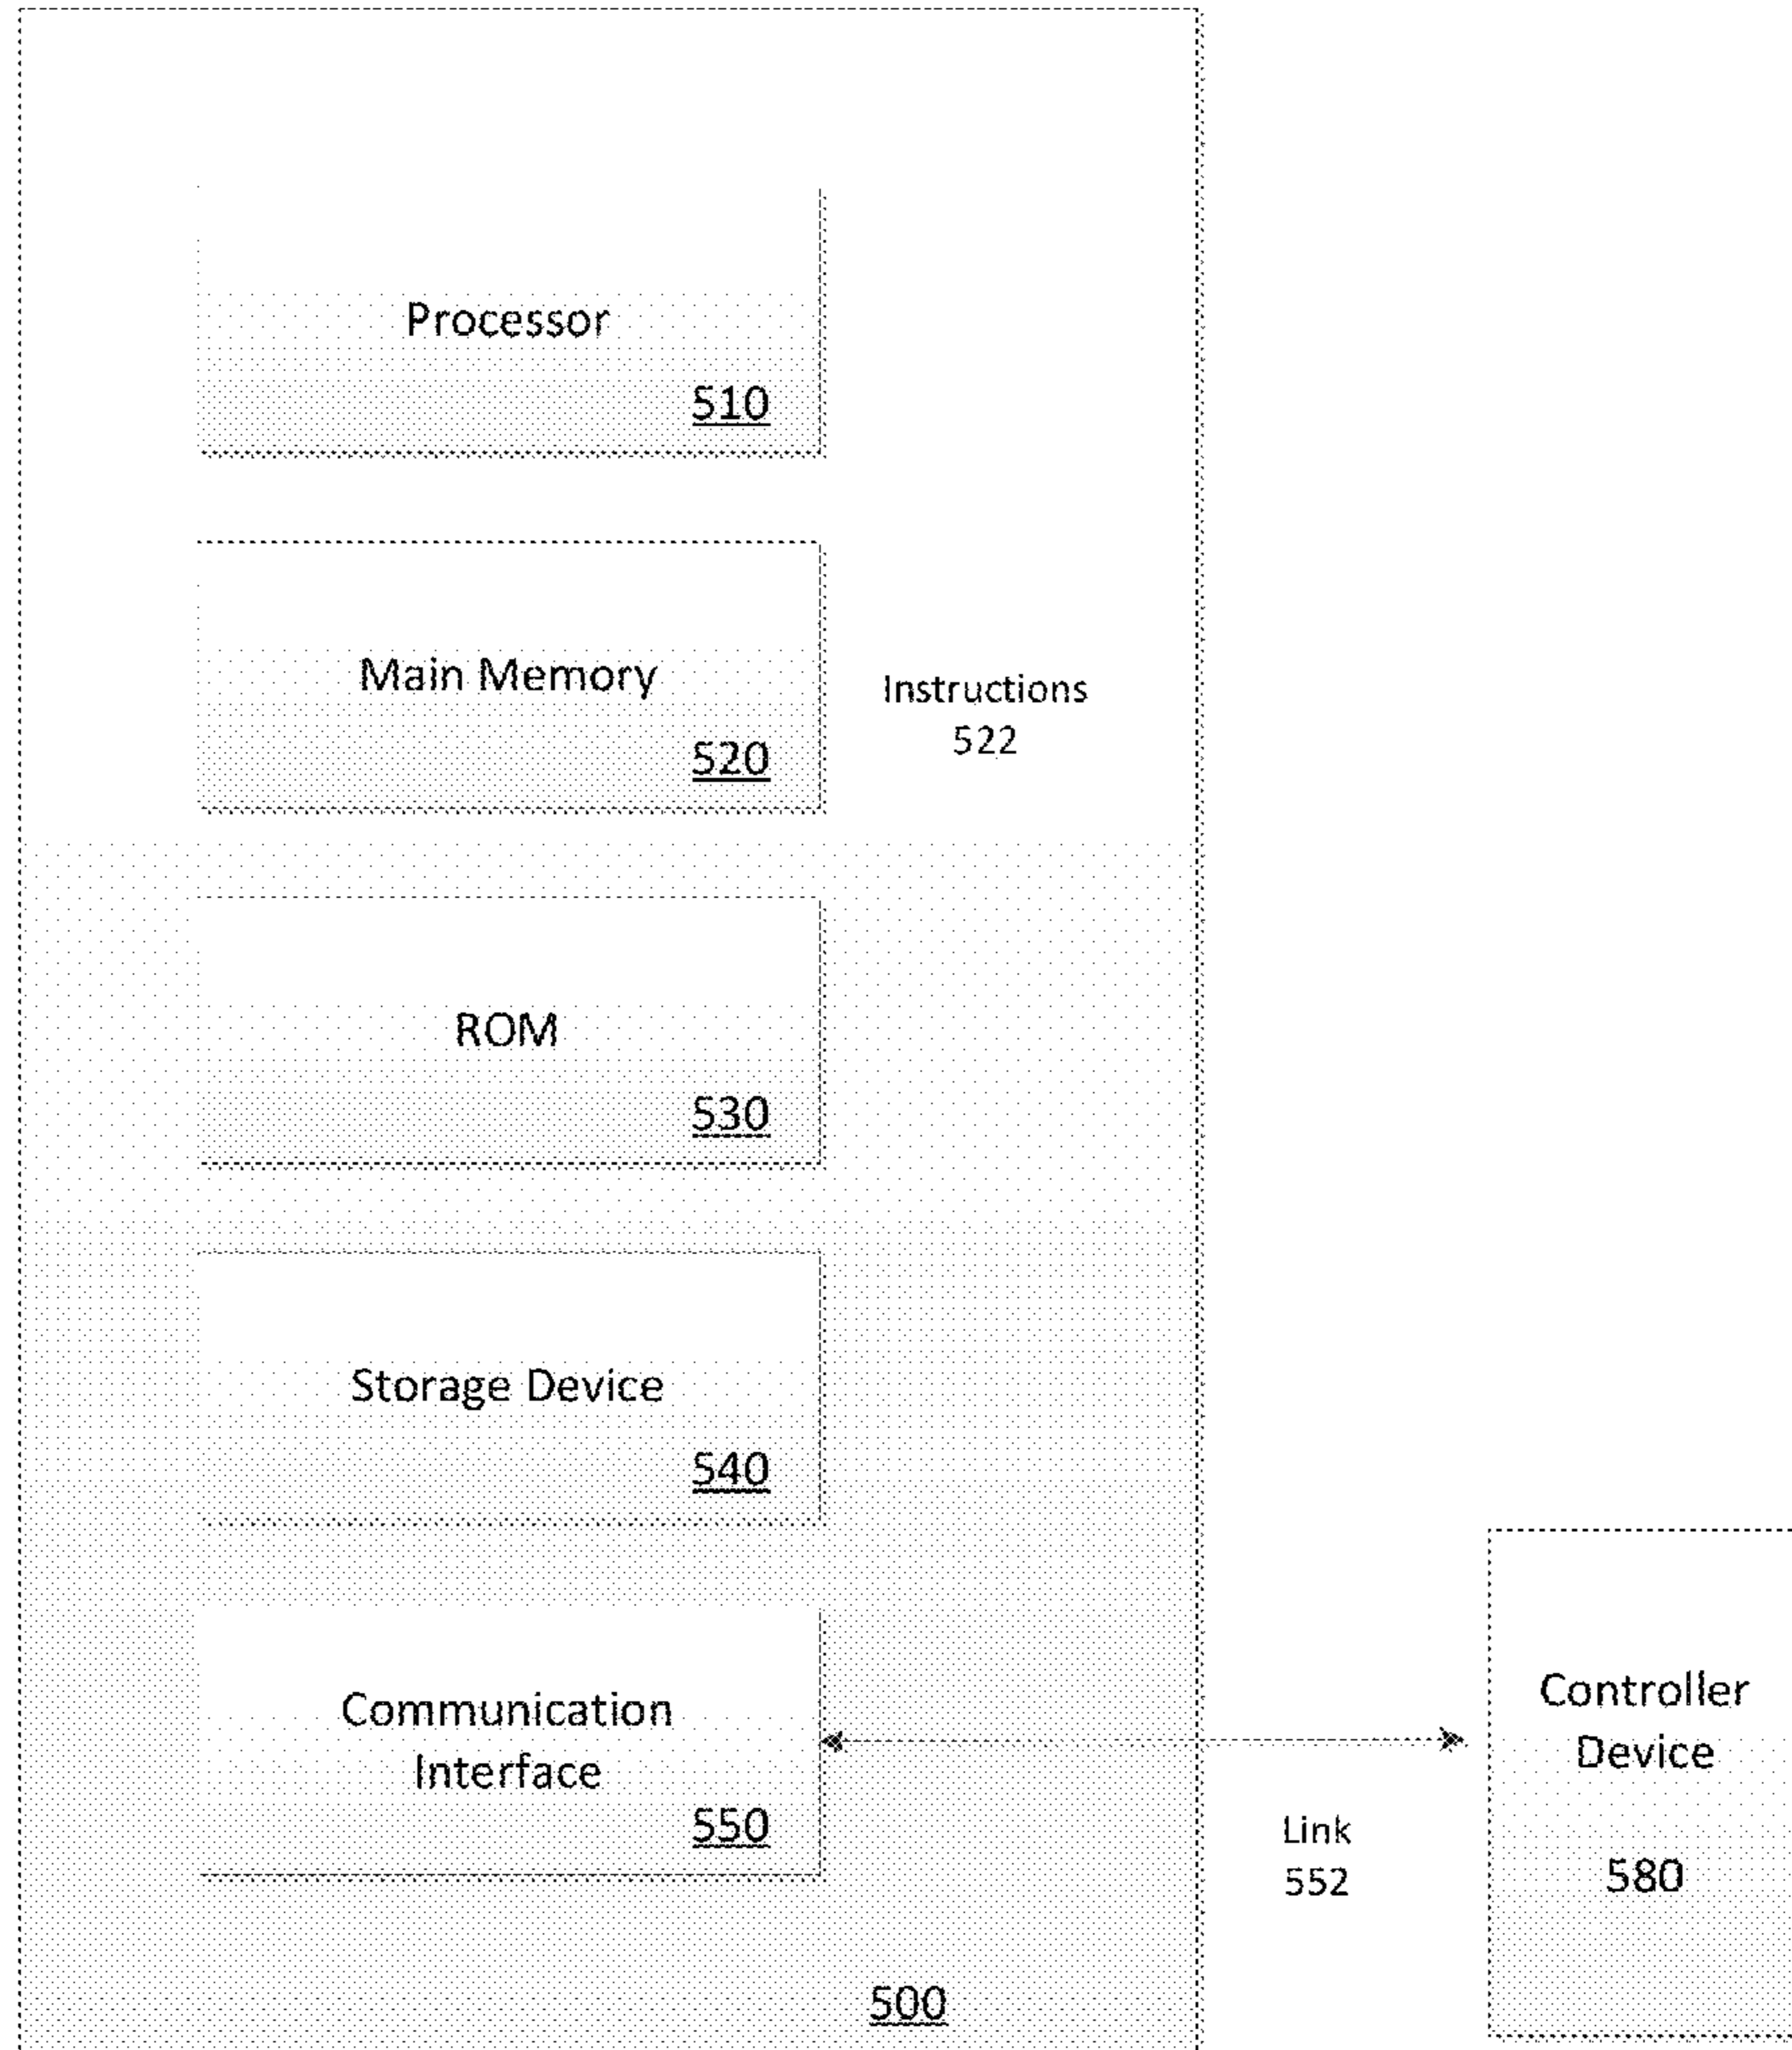 Processor
510
Main Memory
520
Instructions
522
ROM
530
Storage Device
540
Communication
Interface
550
Link
552
Controller
Device
580
500